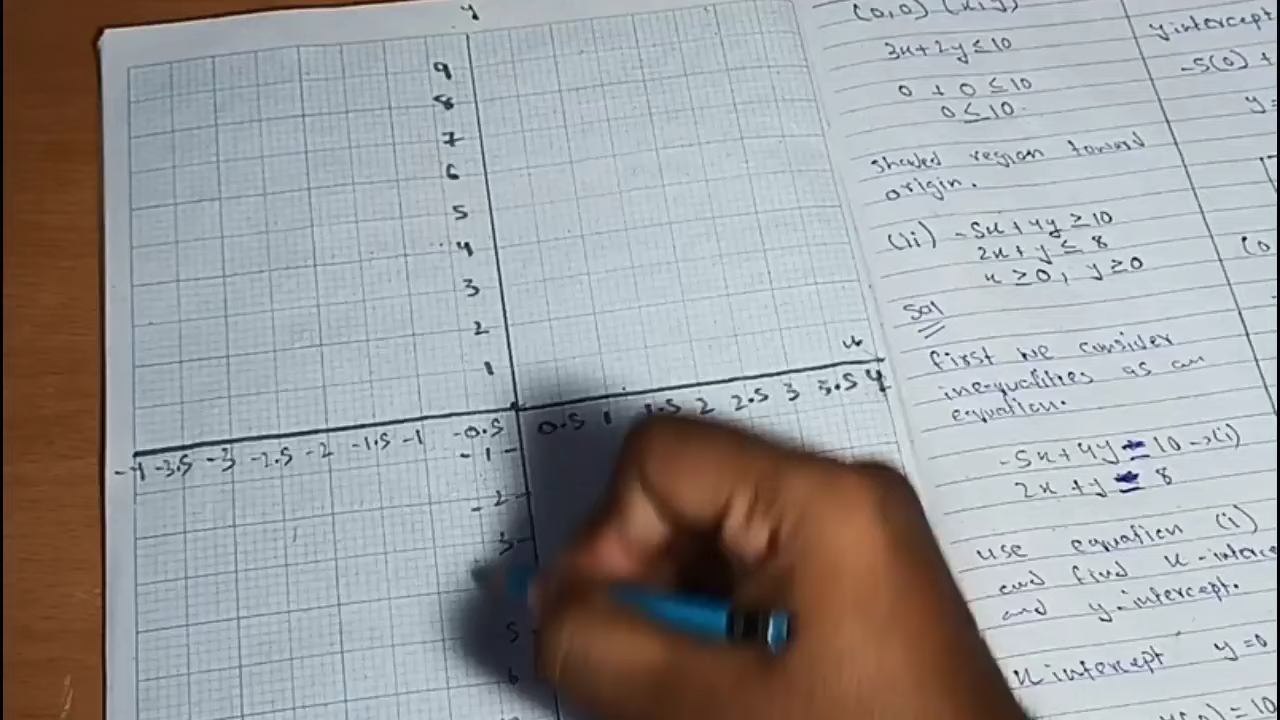 y
9
8
7
6
5
4
3
2
1
-4 -3.5 -3 -2.5 -2 -1.5 -1 -0.5 0.5 1 1.5 2 2.5 3 3.5 4
x
-1
-2
3
5
6
(0,0) (x,y)
3x+2y≤10
0 + 0 ≤10
0 ≤10.
shaded region toward
origin.
(ii) -5x+4y≥10
2x+y≤8
x≥0, y≥0
Sol
first we consider
inequalities as an
equation.
-5x+4y=10→(i)
2x+y=8
use equation (i)
and find x-interce
and y-intercept.
x intercept y=0
=10
y intercept
-5(0) +
y=
(0